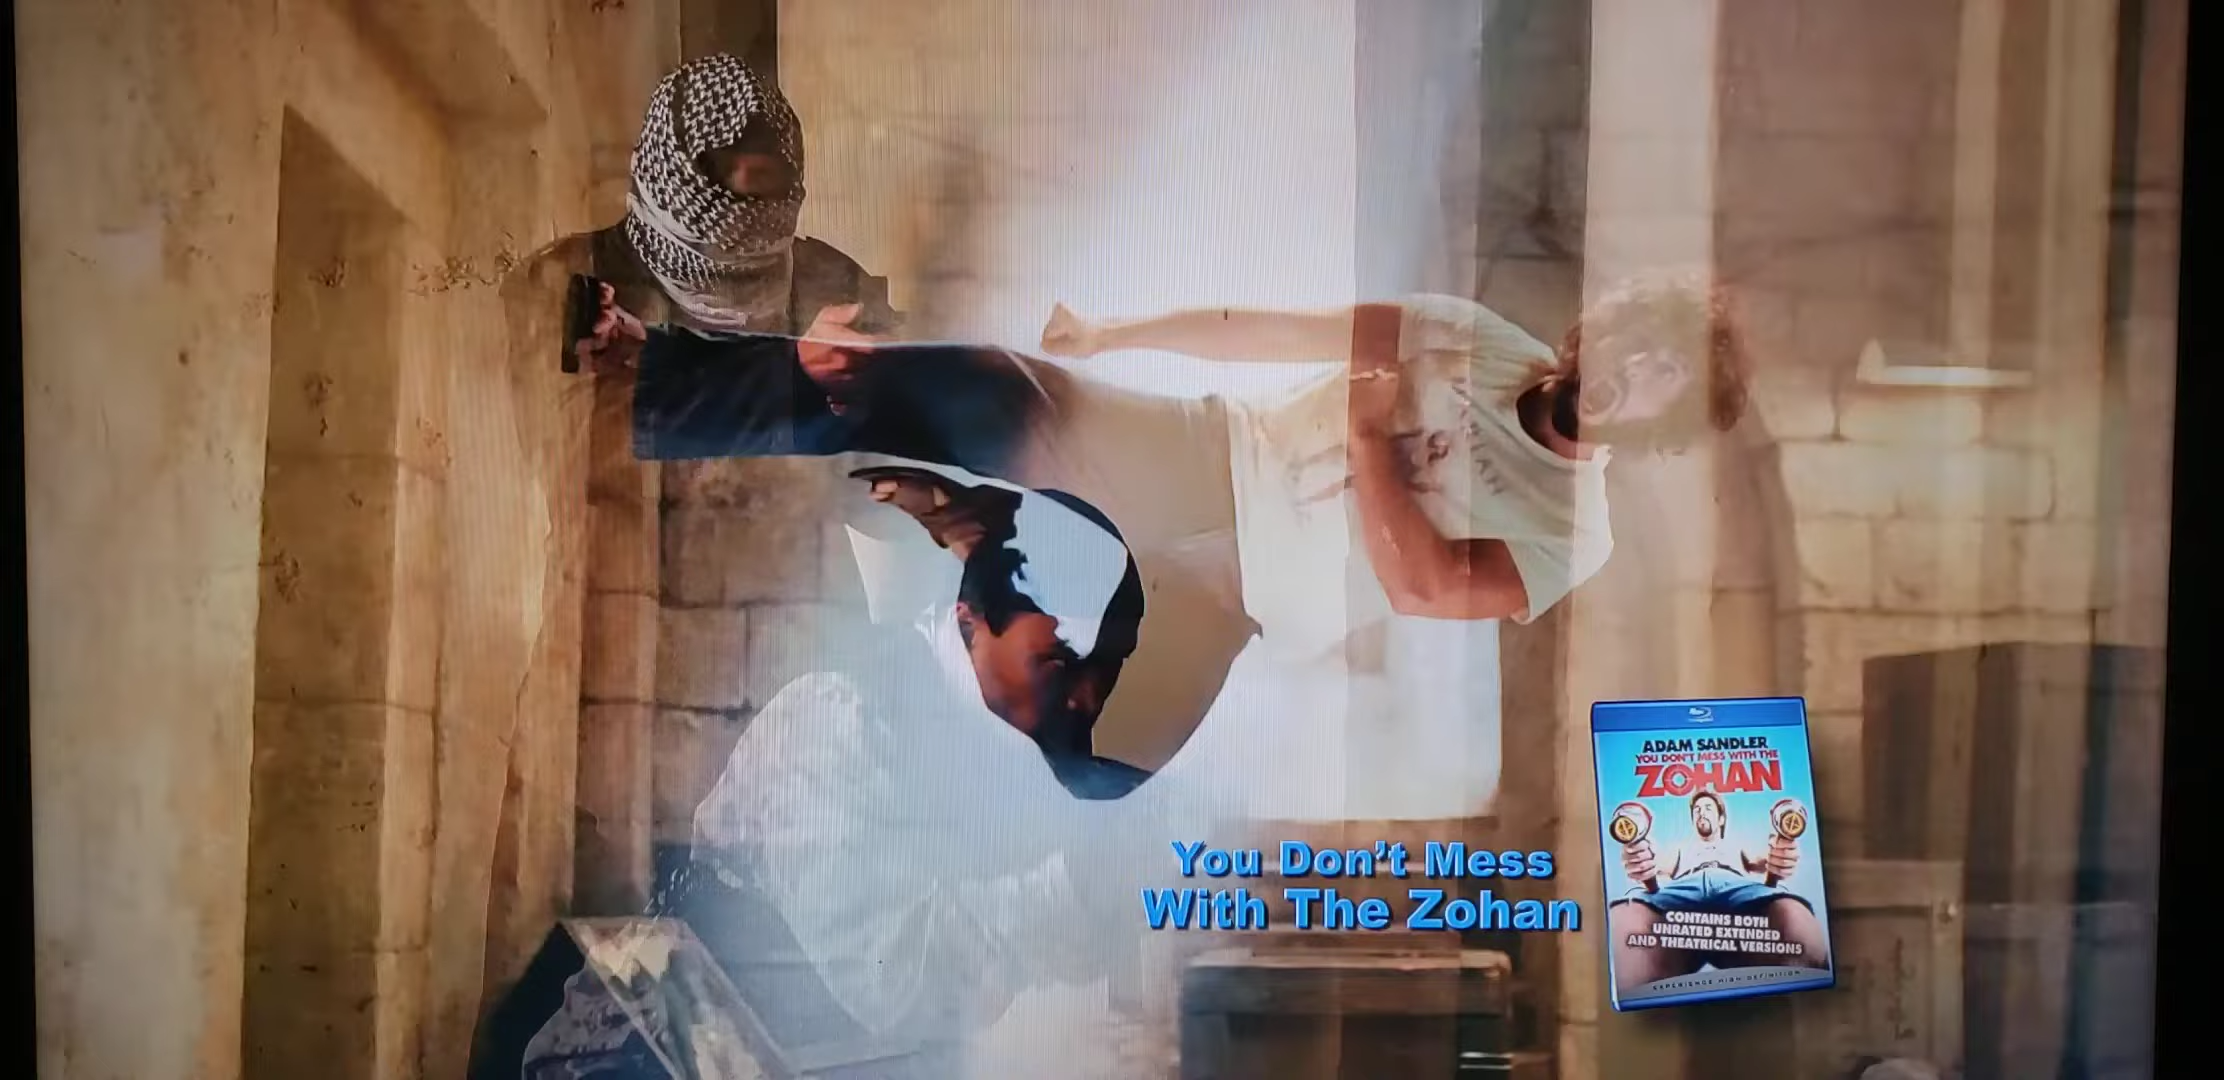 You Don't Mess
With The Zohan
ADAM SANDLER
YOU DON'T MESS WITH THE
ZOHAN
CONTAINS BOTH
UNRATED EXTENDED
AND THEATRICAL VERSIONS
EXPERIENCE HIGH DEFINITION